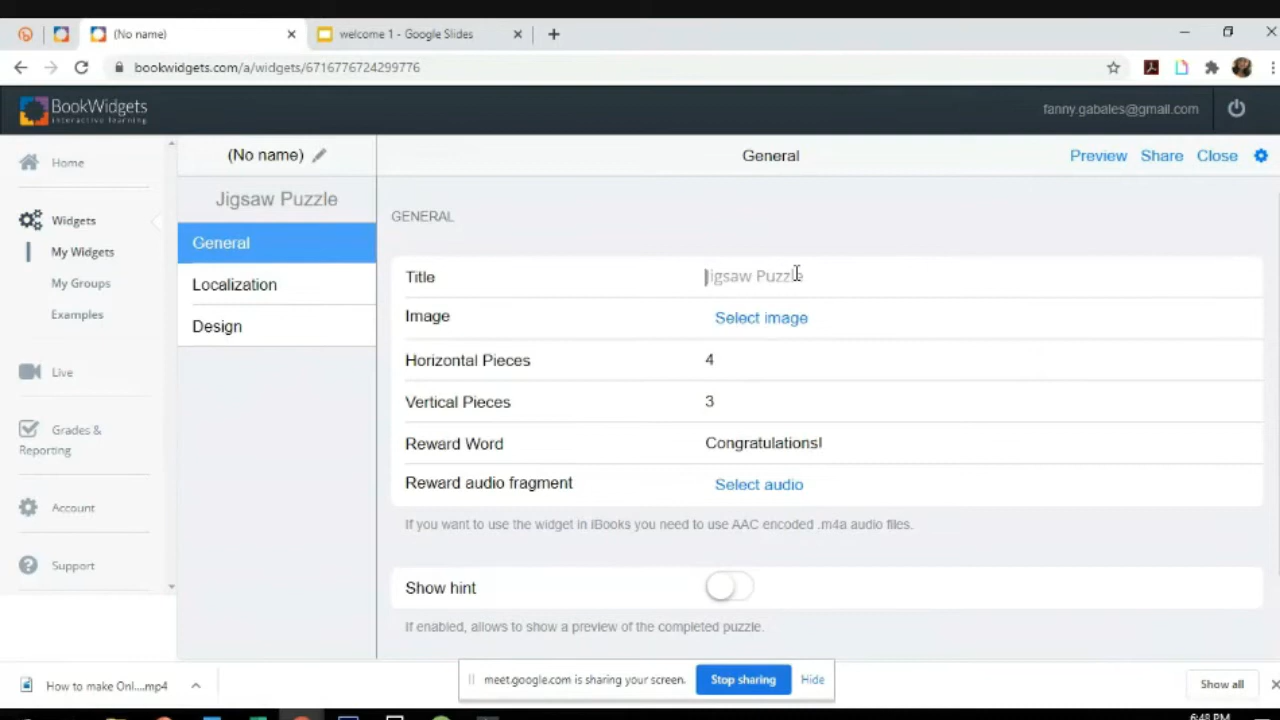 (No name)
welcome 1 - Google Slides
bookwidgets.com/a/widgets/6716776724299776
BookWidgets
interactive learning
fanny.gabales@gmail.com
Home
Widgets
My Widgets
My Groups
Examples
Live
Grades &
Reporting
Account
Support
(No name)
Jigsaw Puzzle
General
Localization
Design
General
Preview
Share
Close
GENERAL
Title
Jigsaw Puzzle
Image
Select image
Horizontal Pieces
4
Vertical Pieces
3
Reward Word
Congratulations!
Reward audio fragment
Select audio
If you want to use the widget in iBooks you need to use AAC encoded .m4a audio files.
Show hint
If enabled, allows to show a preview of the completed puzzle.
How to make Onl....mp4
meet.google.com is sharing your screen.
Stop sharing
Hide
Show all
6:48 PM